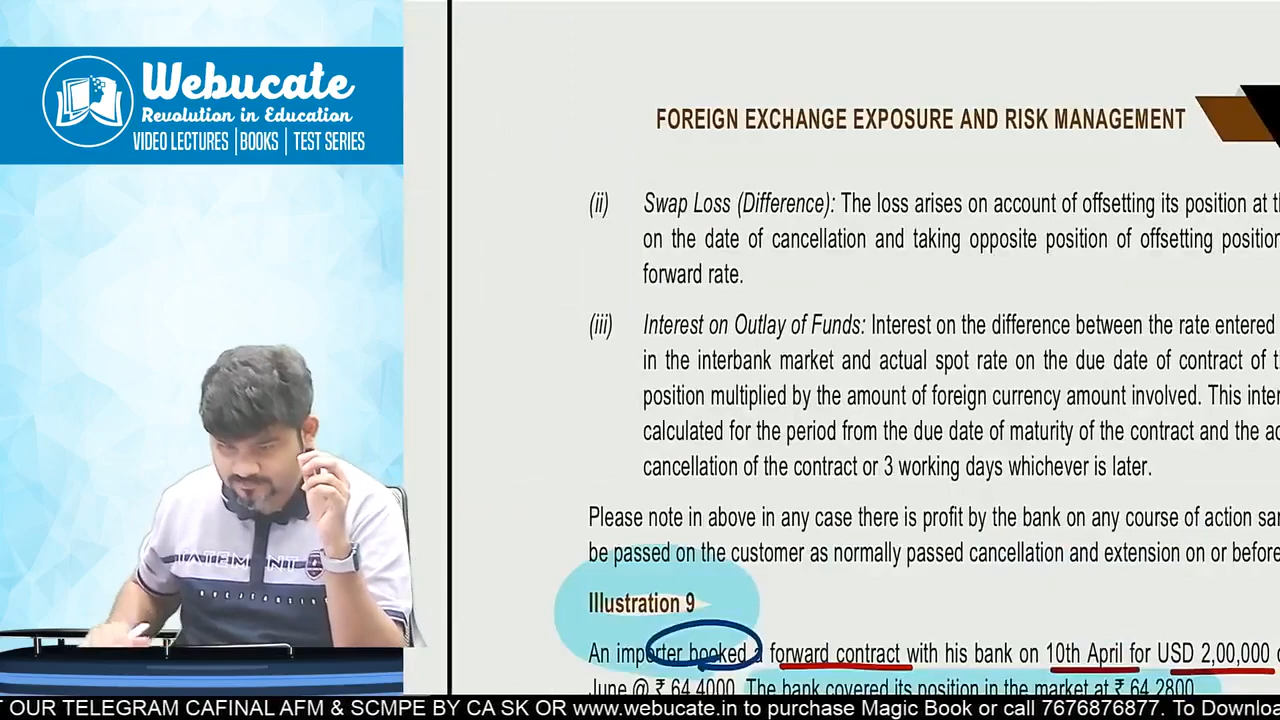 Webucate
Revolution in Education
VIDEO LECTURES | BOOKS | TEST SERIES
FOREIGN EXCHANGE EXPOSURE AND RISK MANAGEMENT
(ii) Swap Loss (Difference): The loss arises on account of offsetting its position at
on the date of cancellation and taking opposite position of offsetting position
forward rate.
(iii) Interest on Outlay of Funds: Interest on the difference between the rate entered
in the interbank market and actual spot rate on the due date of contract of
position multiplied by the amount of foreign currency amount involved. This
calculated for the period from the due date of maturity of the contract and the
cancellation of the contract or 3 working days whichever is later.
Please note in above in any case there is profit by the bank on any course of action
be passed on the customer as normally passed cancellation and extension on or before
Illustration 9
An importer booked a forward contract with his bank on 10th April for USD 2,00,000
June @ ₹ 64.4000. The bank covered its position in the market at ₹ 64.2800.
T OUR TELEGRAM CAFINAL AFM & SCMPE BY CA SK OR www.webucate.in to purchase Magic Book or call 7676876877. To